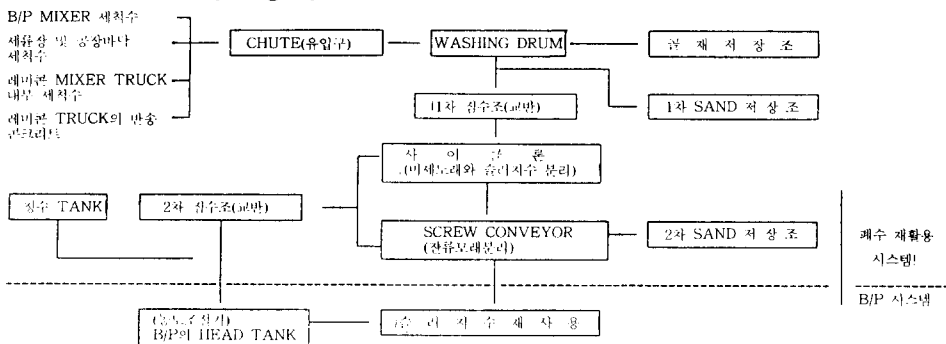 B/P MIXER 세척수
세륜장 및 공장바닥
세척수
레미콘 MIXER TRUCK
내부 세척수
레미콘 TRUCK의 반송
콘크리트
CHUTE(유입구)
WASHING DRUM
골 재 저 장 조
1차 집수조(교반)
1차 SAND 저장조
사 이 클 론
(미세모래와 슬러지수 분리)
청수 TANK
2차 집수조(교반)
SCREW CONVEYOR
(잔류모래분리)
2차 SAND 저 장 조
폐수 재활용
시스템!
B/P 시스템
(농도조절기)
B/P의 HEAD TANK
슬 러 지 수 재 사 용